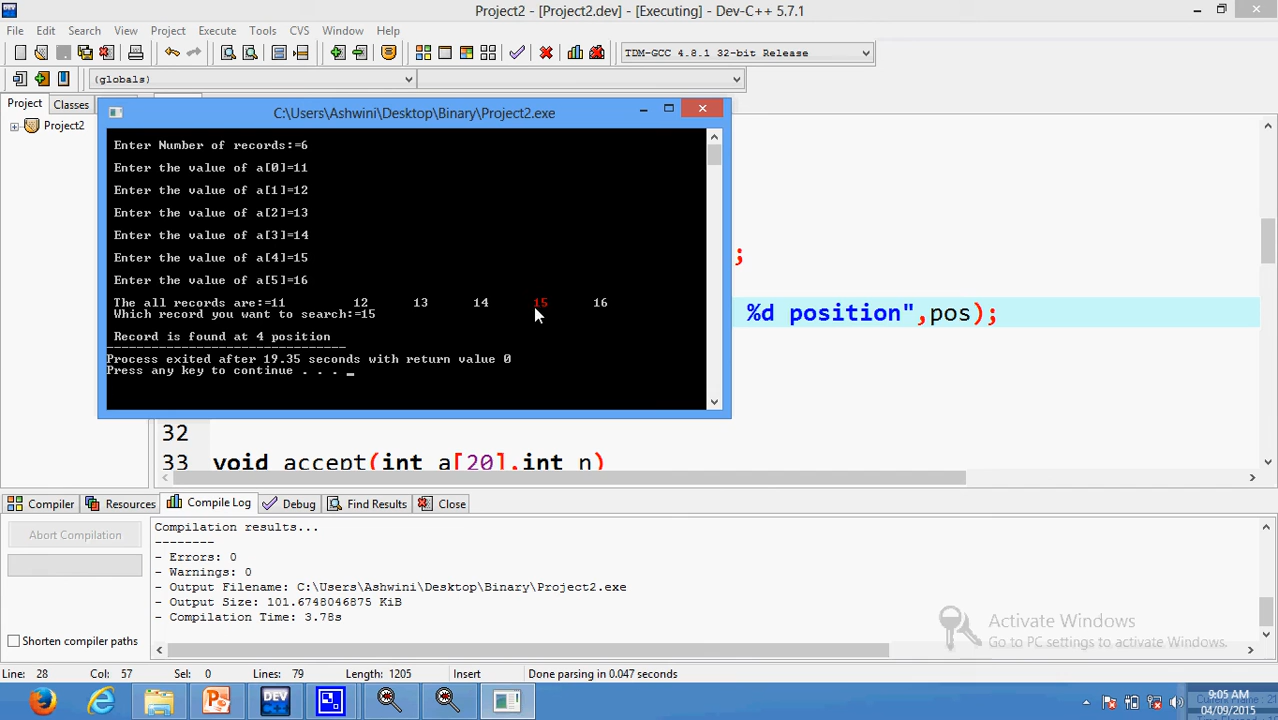 Project2 - [Project2.dev] - [Executing] - Dev-C++ 5.7.1
File Edit Search View Project Execute Tools CVS Window Help
TDM-GCC 4.8.1 32-bit Release
(globals)
Project Classes
Project2
C:\Users\Ashwini\Desktop\Binary\Project2.exe
Enter Number of records:=6
Enter the value of a[0]=11
Enter the value of a[1]=12
Enter the value of a[2]=13
Enter the value of a[3]=14
Enter the value of a[4]=15
Enter the value of a[5]=16
The all records are:=11 12 13 14 15 16
Which record you want to search:=15
Record is found at 4 position
--------------------------------
Process exited after 19.35 seconds with return value 0
Press any key to continue . . . _
;
%d position",pos);
32
33 void accept(int a[20],int n)
Compiler Resources Compile Log Debug Find Results Close
Abort Compilation
Shorten compiler paths
Compilation results...
--------
- Errors: 0
- Warnings: 0
- Output Filename: C:\Users\Ashwini\Desktop\Binary\Project2.exe
- Output Size: 101.6748046875 KiB
- Compilation Time: 3.78s
Activate Windows
Go to PC settings to activate Windows.
Line: 28 Col: 57 Sel: 0 Lines: 79 Length: 1205 Insert Done parsing in 0.047 seconds
DEV
9:05 AM
04/09/2015